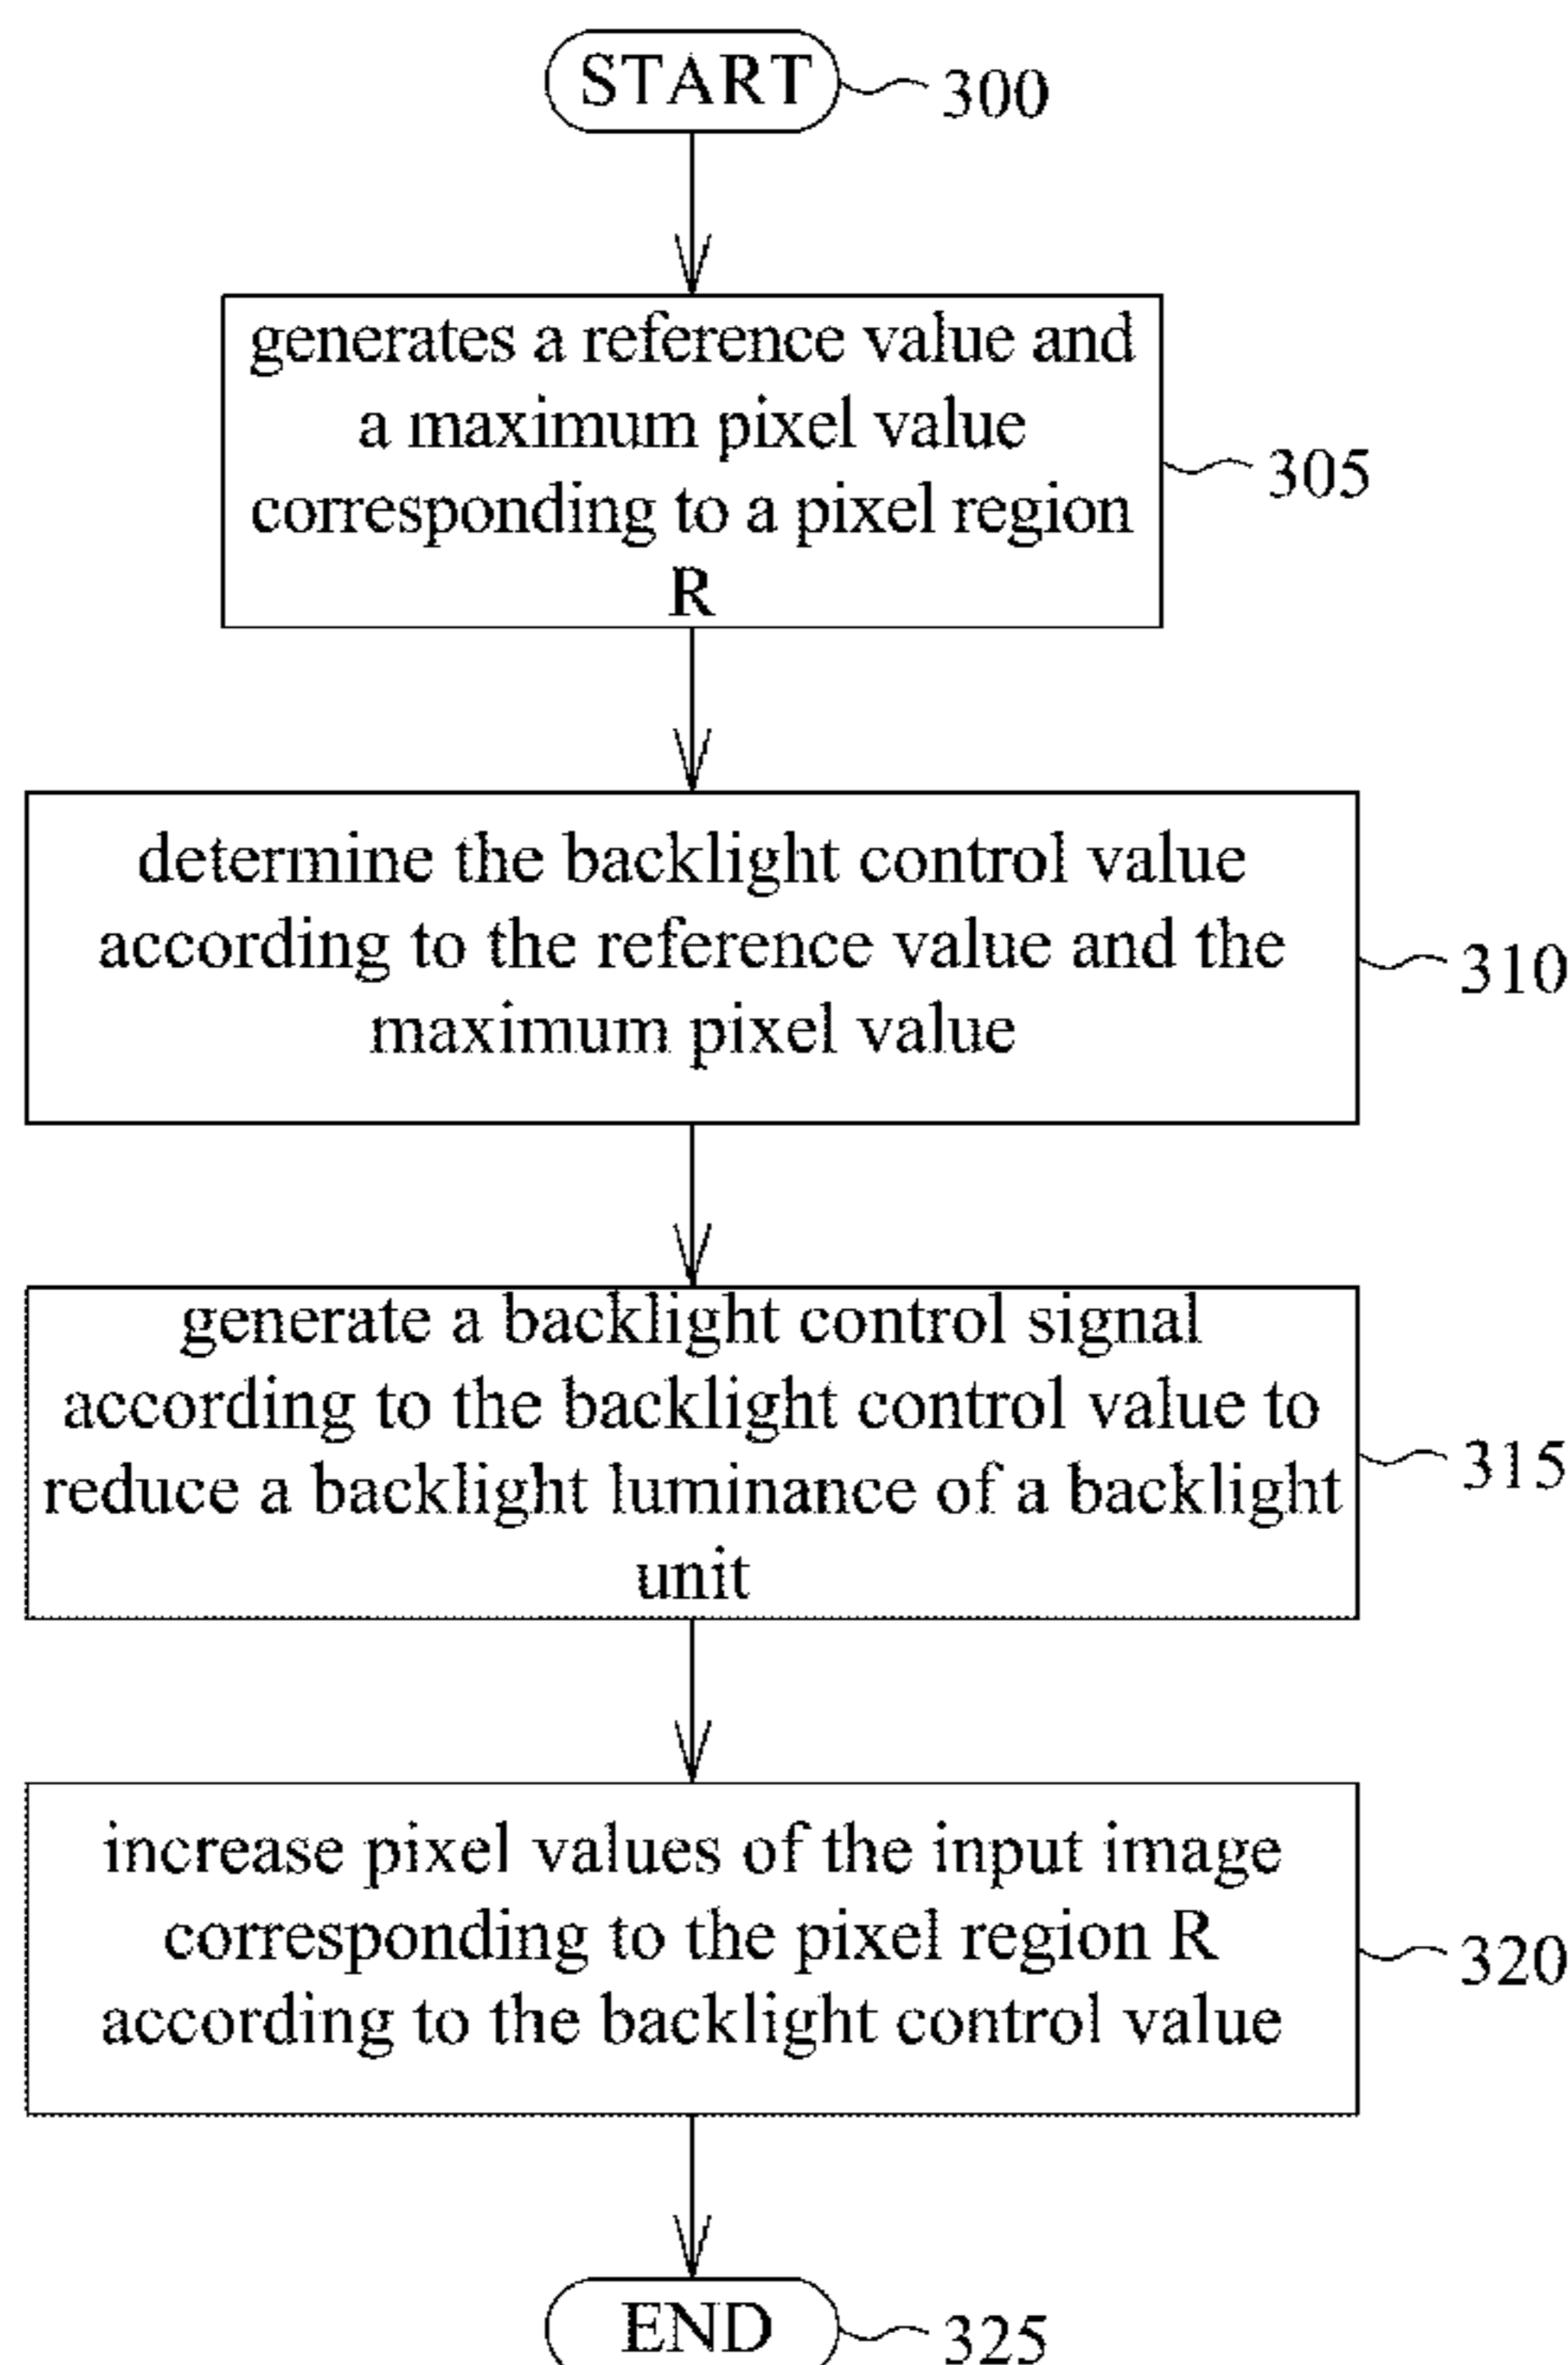 START
300
generates a reference value and
a maximum pixel value
corresponding to a pixel region
R
305
determine the backlight control value
according to the reference value and the
maximum pixel value
310
generate a backlight control signal
according to the backlight control value to
reduce a backlight luminance of a backlight
unit
315
increase pixel values of the input image
corresponding to the pixel region R
according to the backlight control value
320
END
325